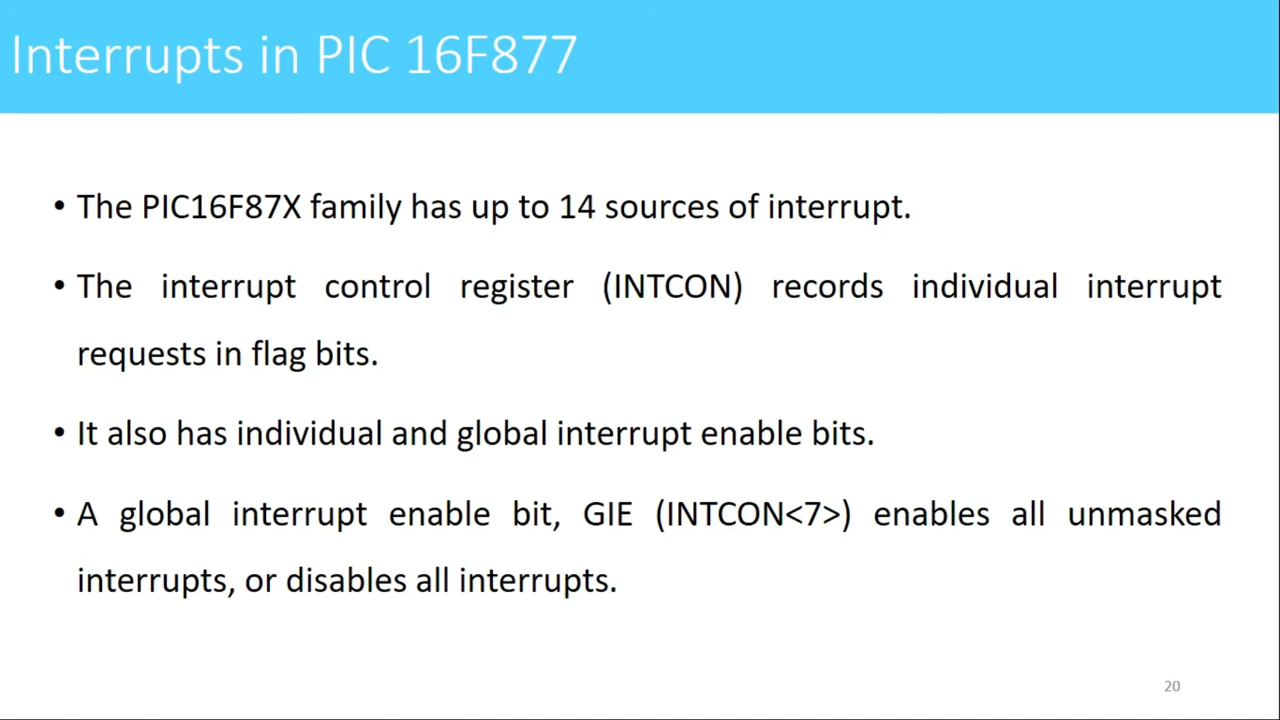 Interrupts in PIC 16F877
• The PIC16F87X family has up to 14 sources of interrupt.
• The interrupt control register (INTCON) records individual interrupt
requests in flag bits.
• It also has individual and global interrupt enable bits.
• A global interrupt enable bit, GIE (INTCON<7>) enables all unmasked
interrupts, or disables all interrupts.
20